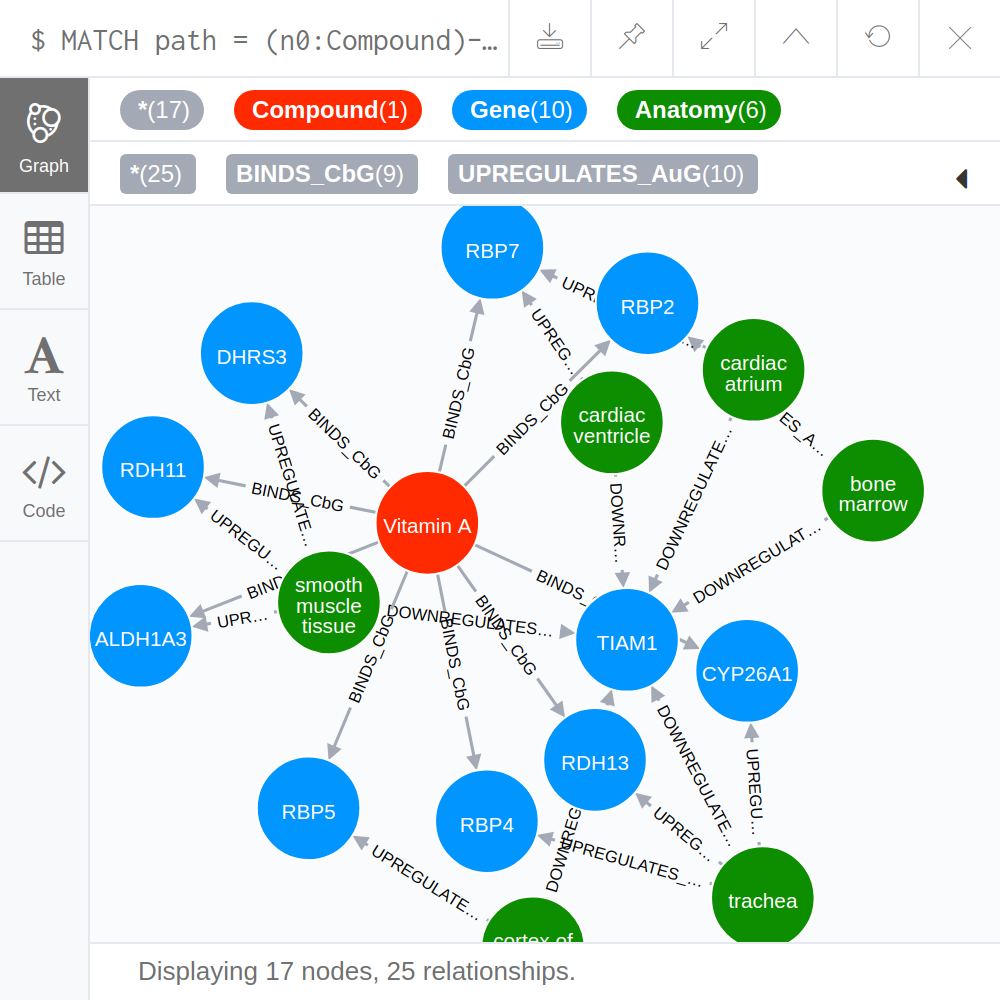 $ MATCH path = (n0:Compound)-…
Graph
Table
Text
Code
*(17)
Compound(1)
Gene(10)
Anatomy(6)
*(25)
BINDS_CbG(9)
UPREGULATES_AuG(10)
RBP7
UPR
RBP2
…
UPREG…
DHRS3
cardiac
atrium
BINDS_CbG
BINDS_CbG
cardiac
ventricle
BINDS_CbG
ES_A…
RDH11
UPREGULATE…
DOWNREGULATE…
bone
marrow
BINDS_CbG
Vitamin A
DOWNR…
UPREGU…
DOWNREGULAT…
BINDS_
smooth
muscle
tissue
BIND
UPR…
ALDH1A3
DOWNREGULATES…
BINDS_CbG
BINDS_CbG
BINDS_CbG
TIAM1
CYP26A1
RDH13
DOWNREGULATE…
UPREGU…
RBP5
RBP4
UPREG…
DOWNREG
UPREGULATES_…
UPREGULATE…
trachea
cortex of
Displaying 17 nodes, 25 relationships.